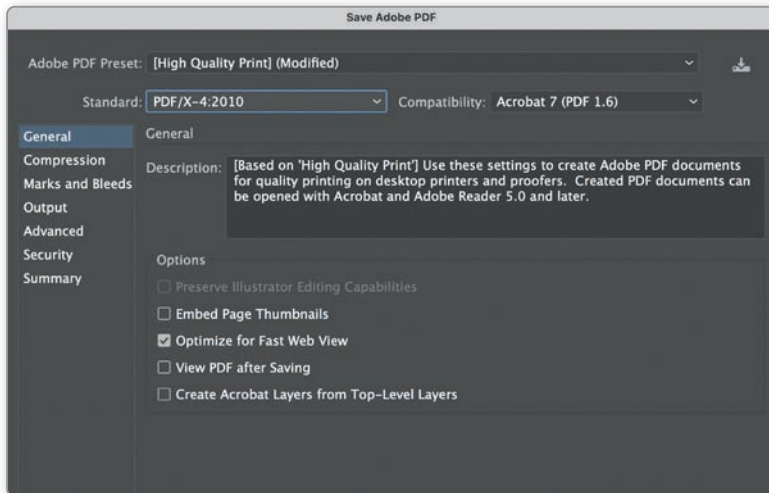 Save Adobe PDF
Adobe PDF Preset: [High Quality Print] (Modified)
Standard: PDF/X-4:2010 Compatibility: Acrobat 7 (PDF 1.6)
General
Compression
Marks and Bleeds
Output
Advanced
Security
Summary
General
Description: [Based on 'High Quality Print'] Use these settings to create Adobe PDF documents
for quality printing on desktop printers and proofers. Created PDF documents can
be opened with Acrobat and Adobe Reader 5.0 and later.
Options
Preserve Illustrator Editing Capabilities
Embed Page Thumbnails
Optimize for Fast Web View
View PDF after Saving
Create Acrobat Layers from Top-Level Layers